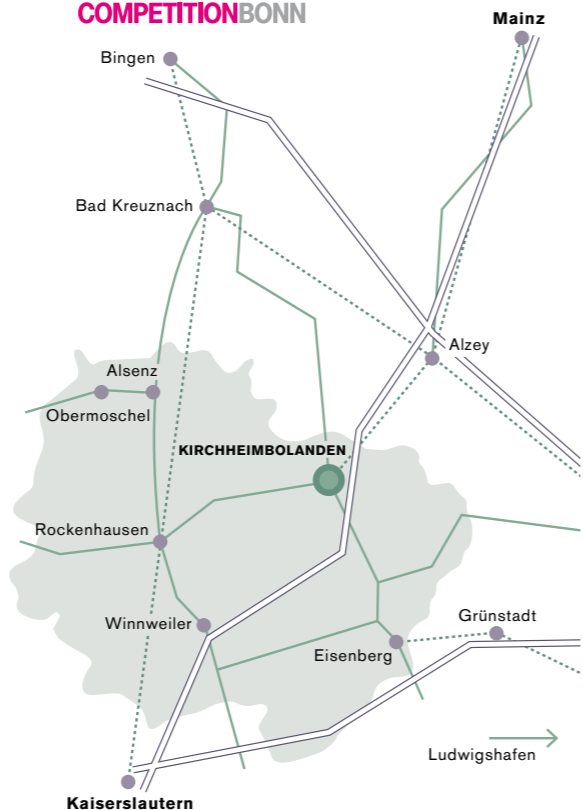 COMPETITIONBONN
Mainz
Bingen
Bad Kreuznach
Alzey
Alsenz
Obermoschel
KIRCHHEIMBOLANDEN
Rockenhausen
Winnweiler
Grünstadt
Eisenberg
Ludwigshafen
Kaiserslautern